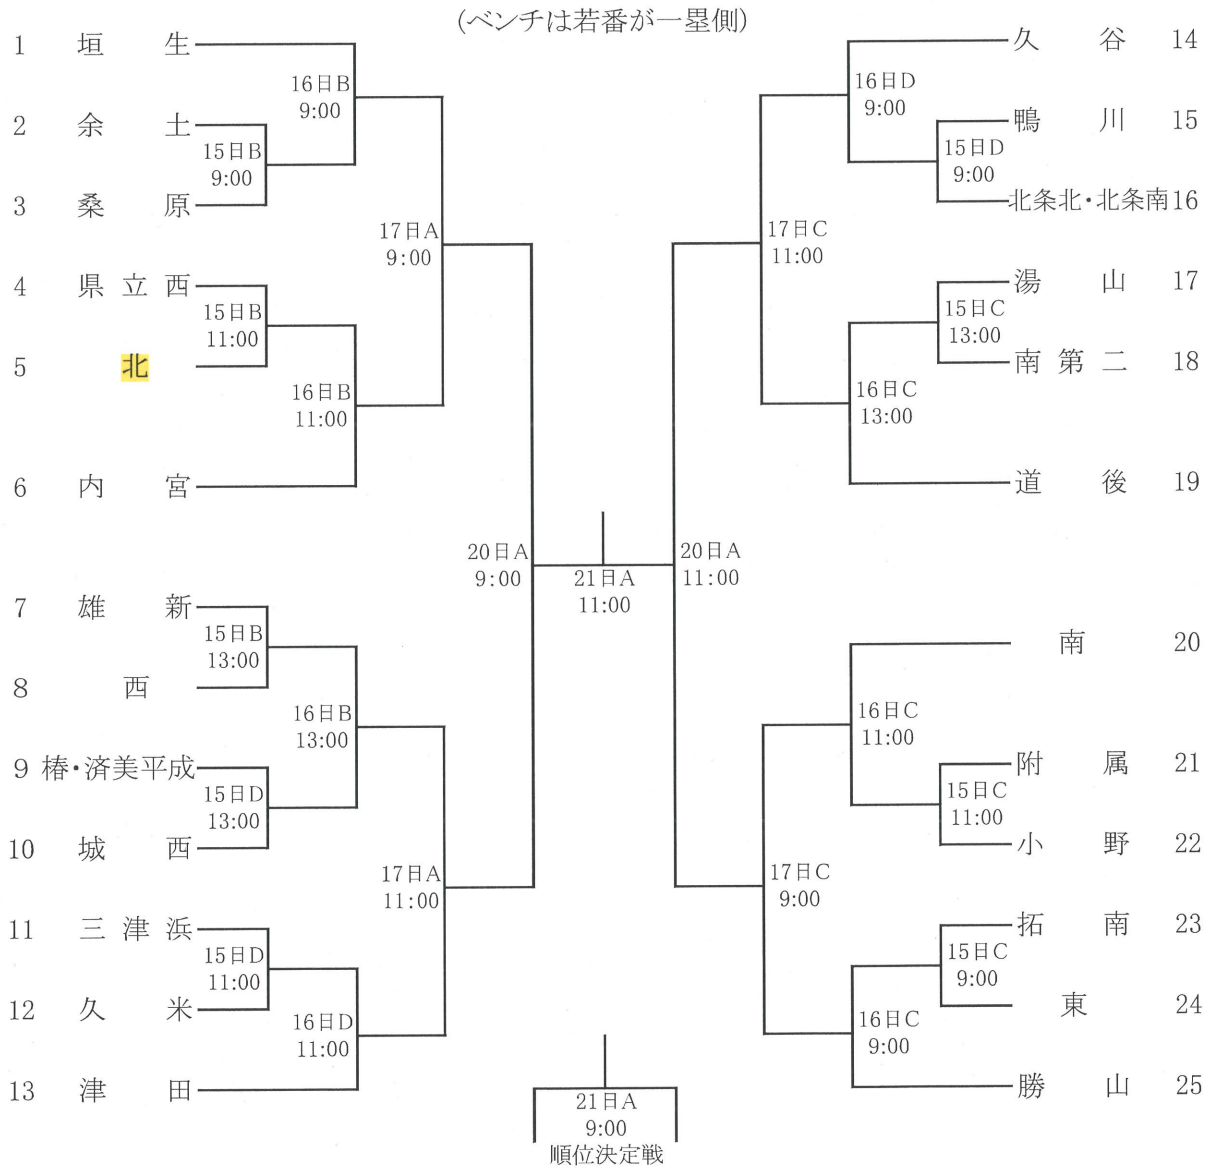 (ベンチは若番が一塁側)
1 垣生
16日B
9:00
2 余土
15日B
9:00
3 桑原
17日A
9:00
4 県立西
15日B
11:00
5 北
16日B
11:00
6 内宮
20日A
9:00
7 雄新
15日B
13:00
8 西
16日B
13:00
9 椿・済美平成
15日D
13:00
10 城西
17日A
11:00
11 三津浜
15日D
11:00
12 久米
16日D
11:00
13 津田
21日A
11:00
21日A
9:00
順位決定戦
久谷 14
16日D
9:00
鴨川 15
15日D
9:00
北条北・北条南 16
17日C
11:00
湯山 17
15日C
13:00
南第二 18
16日C
13:00
道後 19
20日A
11:00
南 20
16日C
11:00
附属 21
15日C
11:00
小野 22
17日C
9:00
拓南 23
15日C
9:00
東 24
16日C
9:00
勝山 25